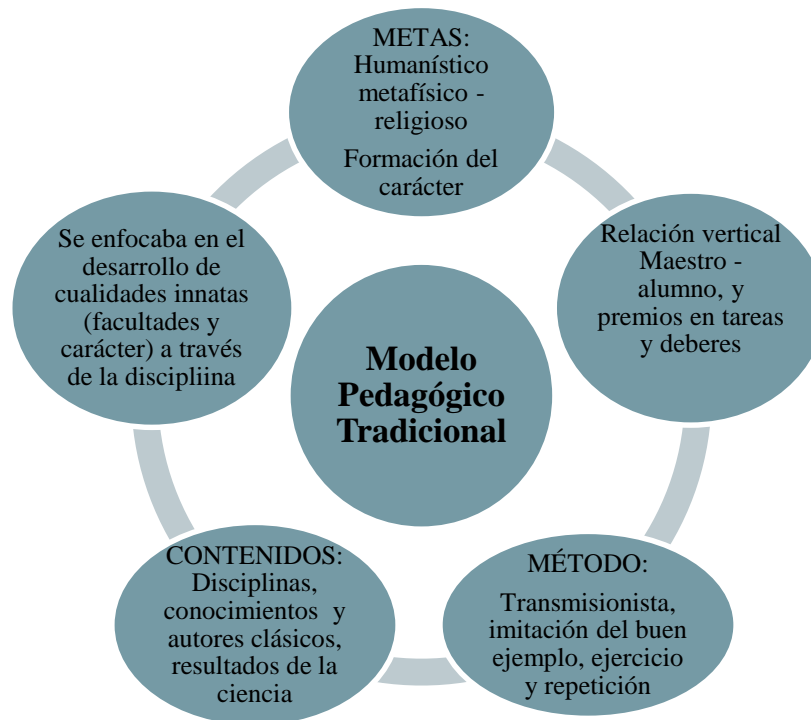 METAS:
Humanístico
metafísico -
religioso
Formación del
carácter
Relación vertical
Maestro -
alumno, y
premios en tareas
y deberes
MÉTODO:
Transmisionista,
imitación del buen
ejemplo, ejercicio
y repetición
CONTENIDOS:
Disciplinas,
conocimientos y
autores clásicos,
resultados de la
ciencia
Se enfocaba en el
desarrollo de
cualidades innatas
(facultades y
carácter) a través
de la discipliina
Modelo
Pedagógico
Tradicional